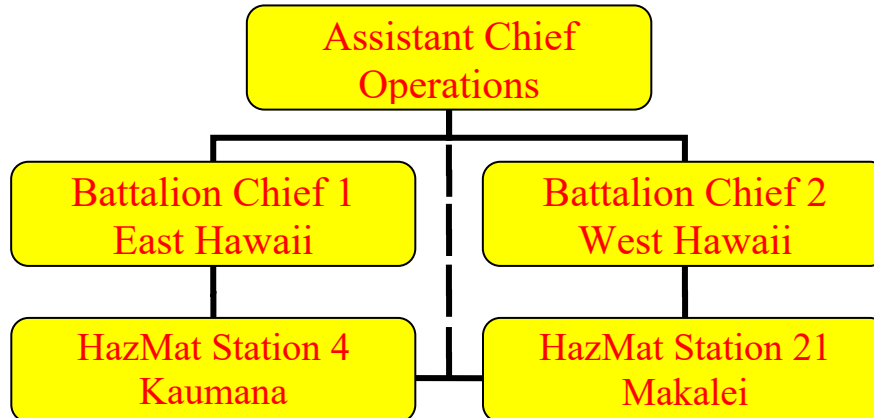 Assistant Chief
Operations
Battalion Chief 1
East Hawaii
Battalion Chief 2
West Hawaii
HazMat Station 4
Kaumana
HazMat Station 21
Makalei